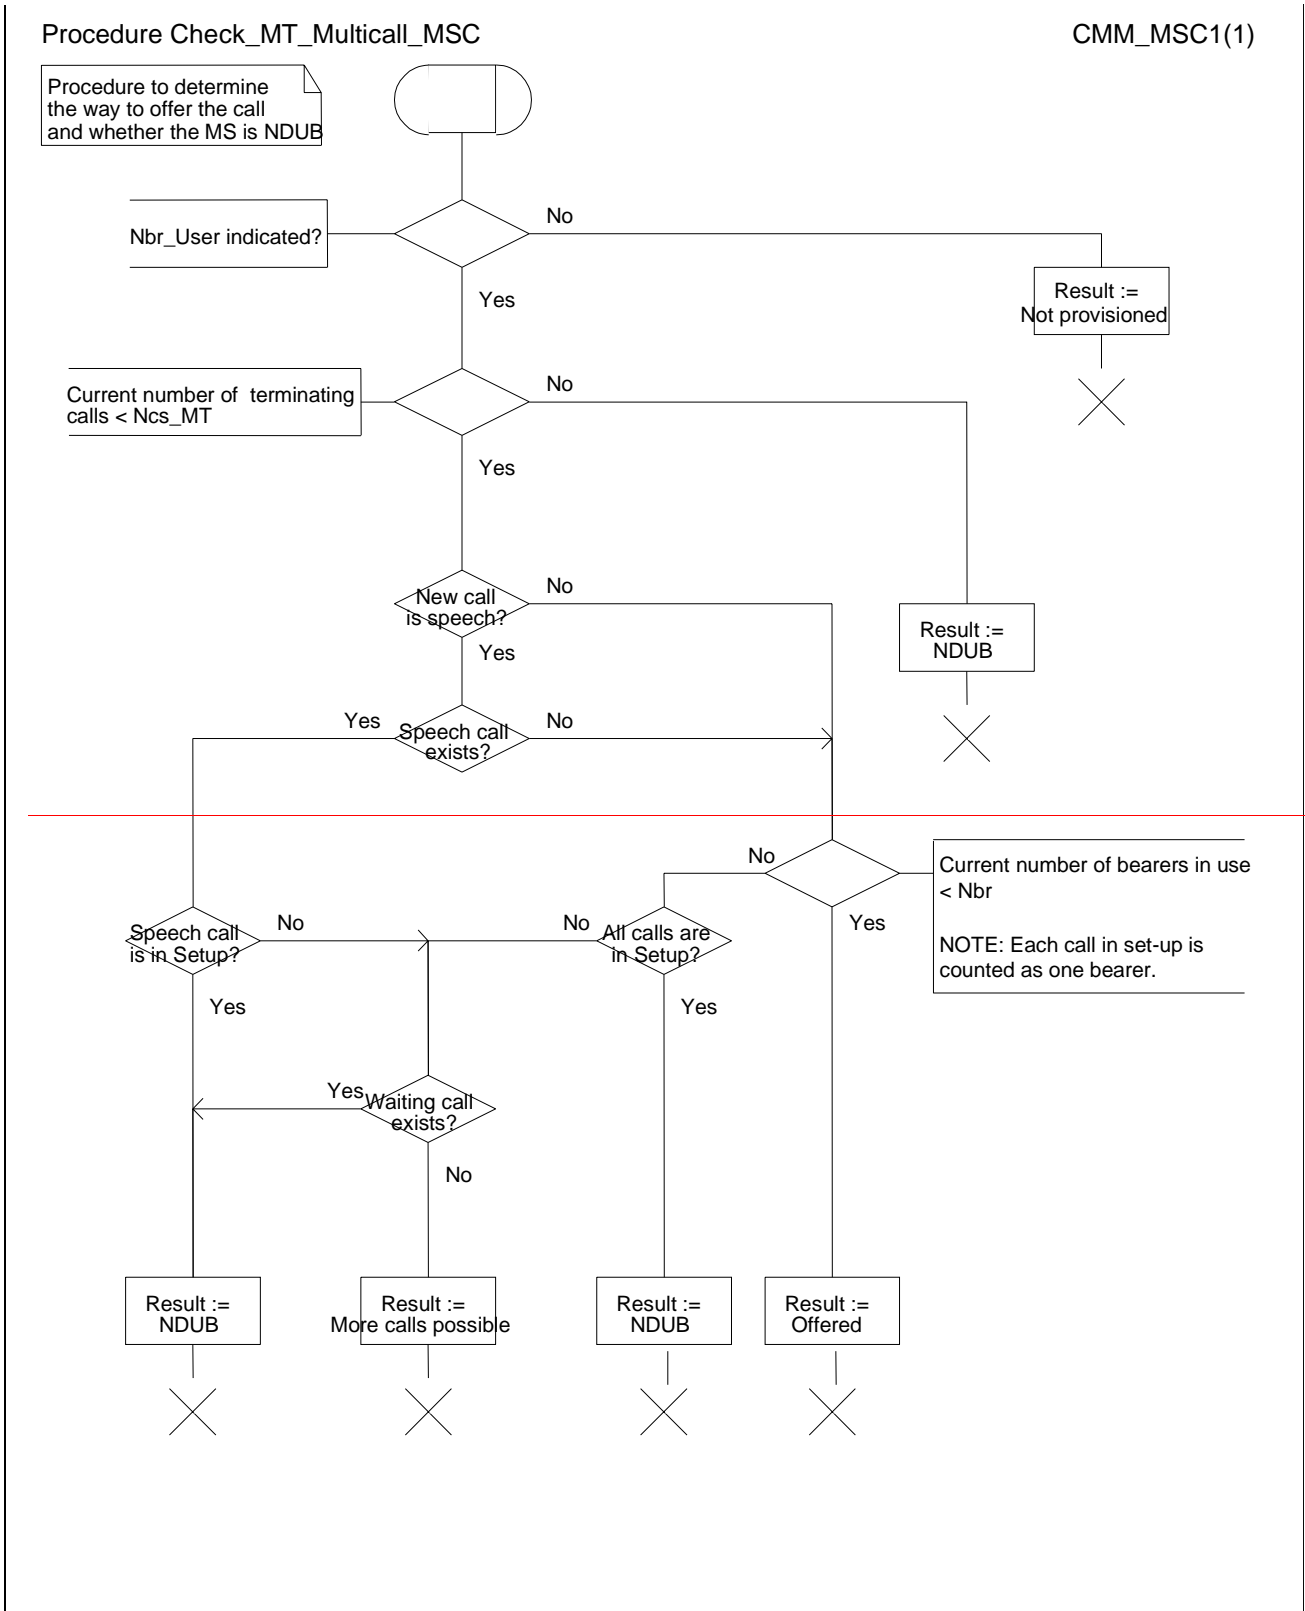 Procedure Check_MT_Multicall_MSC
CMM_MSC1(1)
Procedure to determine
the way to offer the call
and whether the MS is NDUB
Nbr_User indicated?
No
Yes
Result :=
Not provisioned
Current number of  terminating
calls < Ncs_MT
No
Yes
New call
is speech?
No
Yes
Result :=
NDUB
Yes
Speech call
exists?
No
No
Current number of bearers in use
< Nbr
NOTE: Each call in set-up is
counted as one bearer.
Yes
Speech call
is in Setup?
No
No
All calls are
in Setup?
Yes
Yes
Yes
Waiting call
exists?
No
Result :=
NDUB
Result :=
More calls possible
Result :=
NDUB
Result :=
Offered